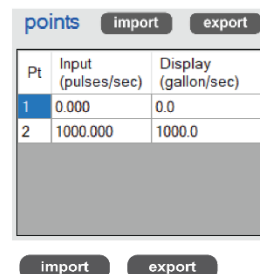 points import export
Pt Input (pulses/sec) Display (gallon/sec)
1 0.000 0.0
2 1000.000 1000.0
import export